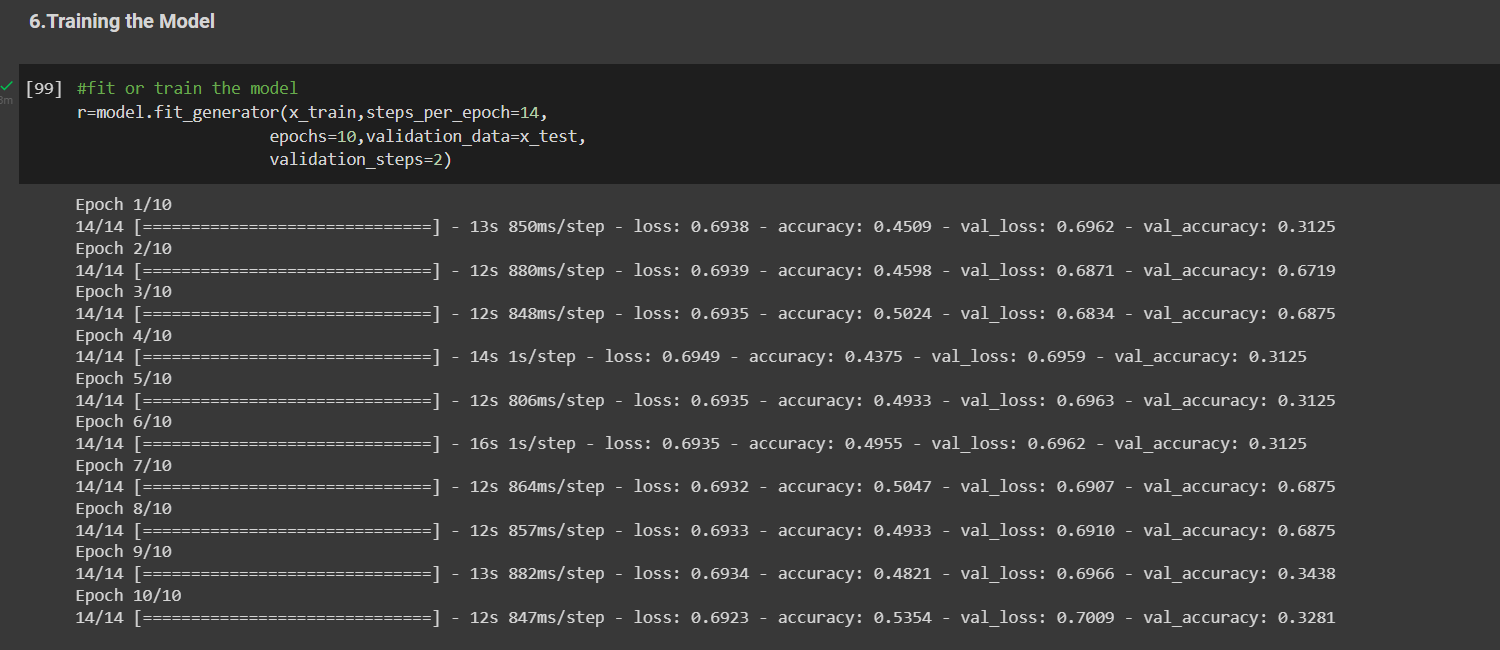 6.Training the Model
[99] #fit or train the model
r=model.fit_generator(x_train,steps_per_epoch=14,
epochs=10,validation_data=x_test,
validation_steps=2)
3m
Epoch 1/10
14/14 [==============================] - 13s 850ms/step - loss: 0.6938 - accuracy: 0.4509 - val_loss: 0.6962 - val_accuracy: 0.3125
Epoch 2/10
14/14 [==============================] - 12s 880ms/step - loss: 0.6939 - accuracy: 0.4598 - val_loss: 0.6871 - val_accuracy: 0.6719
Epoch 3/10
14/14 [==============================] - 12s 848ms/step - loss: 0.6935 - accuracy: 0.5024 - val_loss: 0.6834 - val_accuracy: 0.6875
Epoch 4/10
14/14 [==============================] - 14s 1s/step - loss: 0.6949 - accuracy: 0.4375 - val_loss: 0.6959 - val_accuracy: 0.3125
Epoch 5/10
14/14 [==============================] - 12s 806ms/step - loss: 0.6935 - accuracy: 0.4933 - val_loss: 0.6963 - val_accuracy: 0.3125
Epoch 6/10
14/14 [==============================] - 16s 1s/step - loss: 0.6935 - accuracy: 0.4955 - val_loss: 0.6962 - val_accuracy: 0.3125
Epoch 7/10
14/14 [==============================] - 12s 864ms/step - loss: 0.6932 - accuracy: 0.5047 - val_loss: 0.6907 - val_accuracy: 0.6875
Epoch 8/10
14/14 [==============================] - 12s 857ms/step - loss: 0.6933 - accuracy: 0.4933 - val_loss: 0.6910 - val_accuracy: 0.6875
Epoch 9/10
14/14 [==============================] - 13s 882ms/step - loss: 0.6934 - accuracy: 0.4821 - val_loss: 0.6966 - val_accuracy: 0.3438
Epoch 10/10
14/14 [==============================] - 12s 847ms/step - loss: 0.6923 - accuracy: 0.5354 - val_loss: 0.7009 - val_accuracy: 0.3281